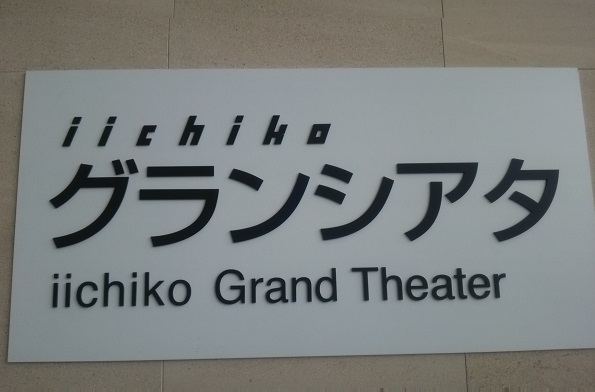 iichiko
グランシアタ
iichiko Grand Theater